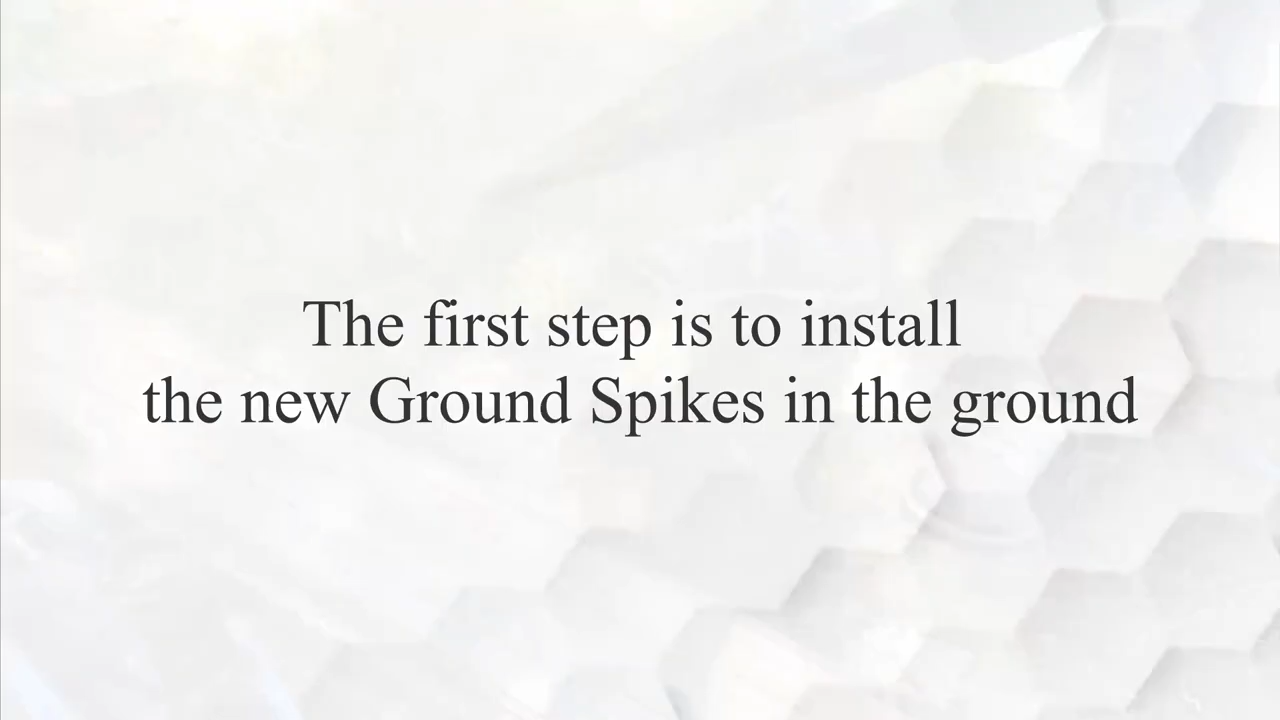 The first step is to install
the new Ground Spikes in the ground